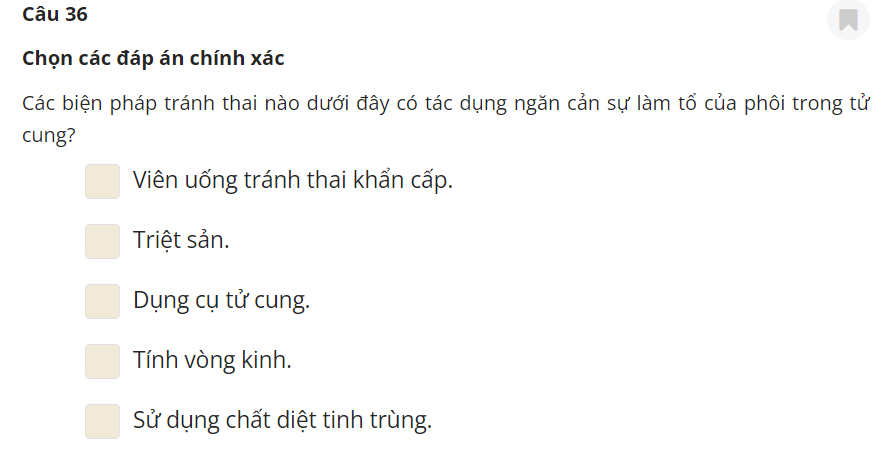 Câu 36
Chọn các đáp án chính xác
Các biện pháp tránh thai nào dưới đây có tác dụng ngăn cản sự làm tổ của phôi trong tử
cung?
Viên uống tránh thai khẩn cấp.
Triệt sản.
Dụng cụ tử cung.
Tính vòng kinh.
Sử dụng chất diệt tinh trùng.